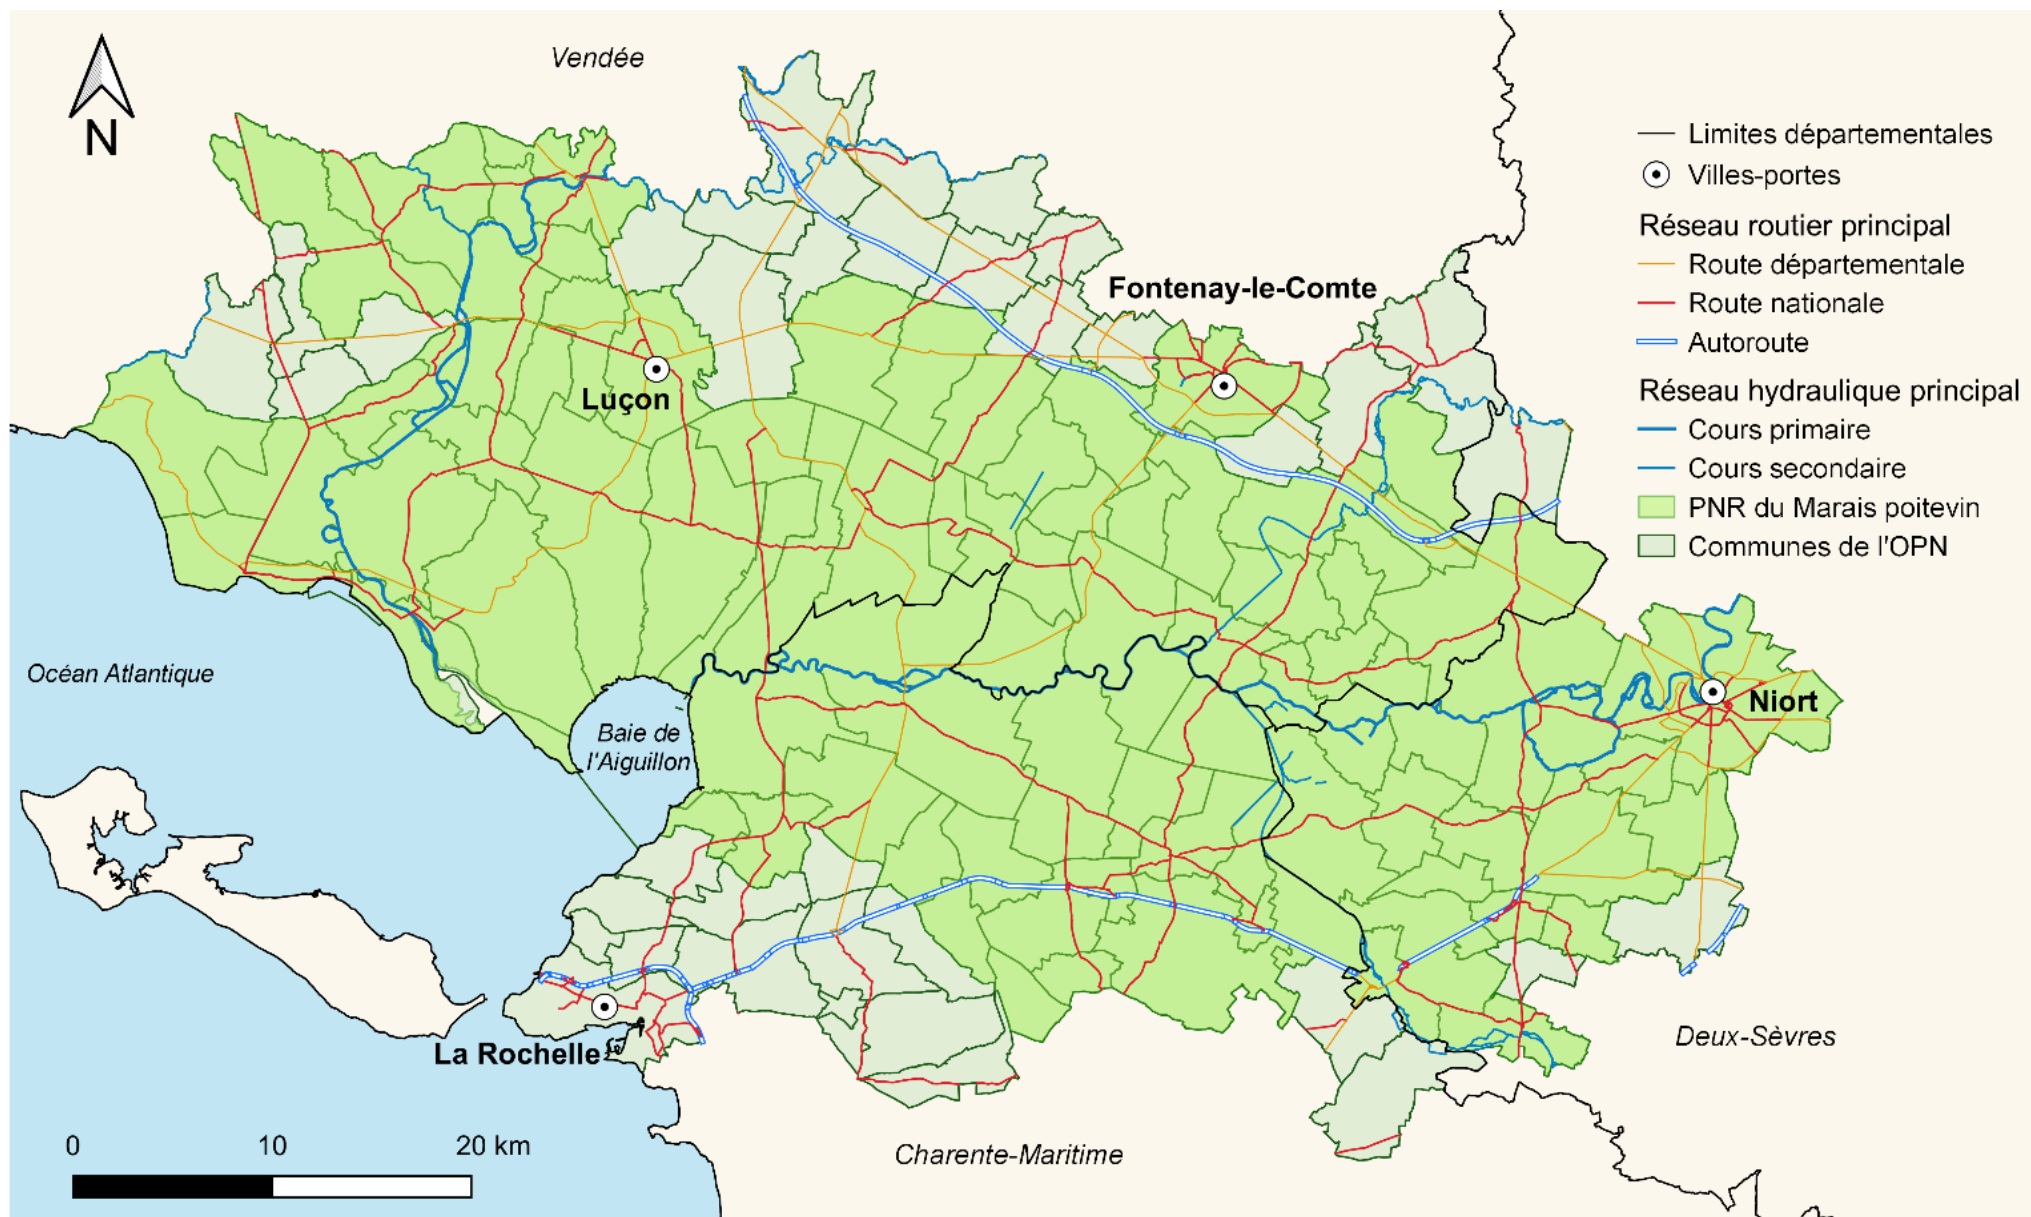 Vendée
N
Limites départementales
Villes-portes
Réseau routier principal
Route départementale
Route nationale
Autoroute
Réseau hydraulique principal
Cours primaire
Cours secondaire
PNR du Marais poitevin
Communes de l'OPN
Fontenay-le-Comte
Luçon
Océan Atlantique
Baie de
l'Aiguillon
Niort
La Rochelle
Deux-Sèvres
Charente-Maritime
0 10 20 km